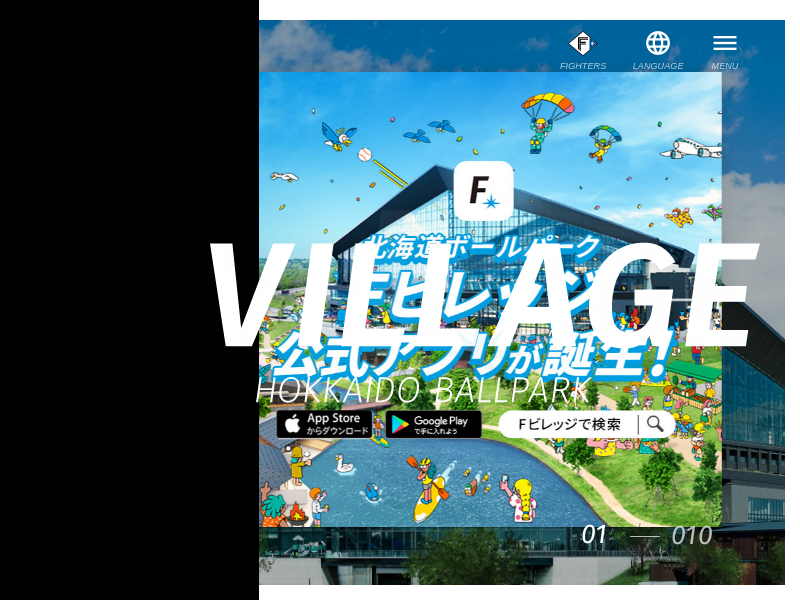 FIGHTERS
LANGUAGE
MENU
F
北海道ボールパーク
Fビレッジ
VILLAGE
公式アプリが誕生!
HOKKAIDO BALLPARK
App Store
からダウンロード
Google Play
で手に入れよう
Fビレッジで検索
01
010